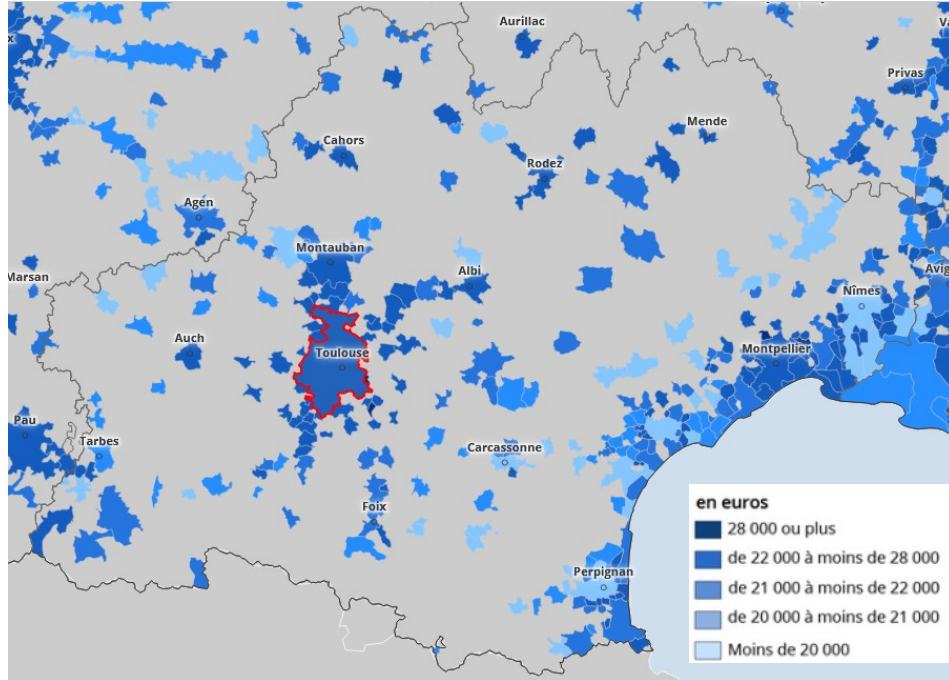 Aurillac
Privas
Mende
Cahors
Rodez
Agen
Montauban
Albi
Marsan
Avig
Nîmes
Auch
Toulouse
Montpellier
Pau
Tarbes
Carcassonne
Foix
Perpignan
en euros
28 000 ou plus
de 22 000 à moins de 28 000
de 21 000 à moins de 22 000
de 20 000 à moins de 21 000
Moins de 20 000